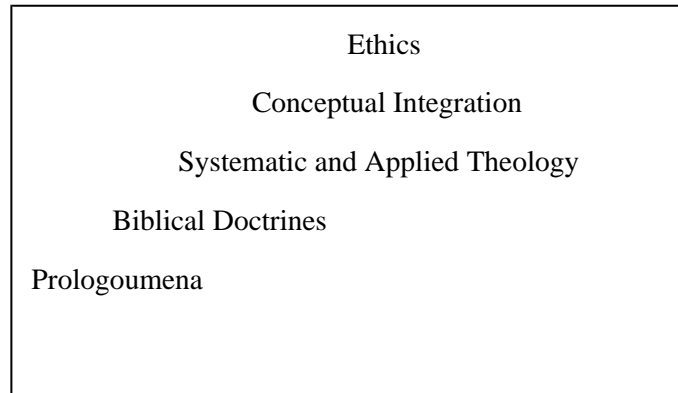 Ethics
Conceptual Integration
Systematic and Applied Theology
Biblical Doctrines
Prologoumena